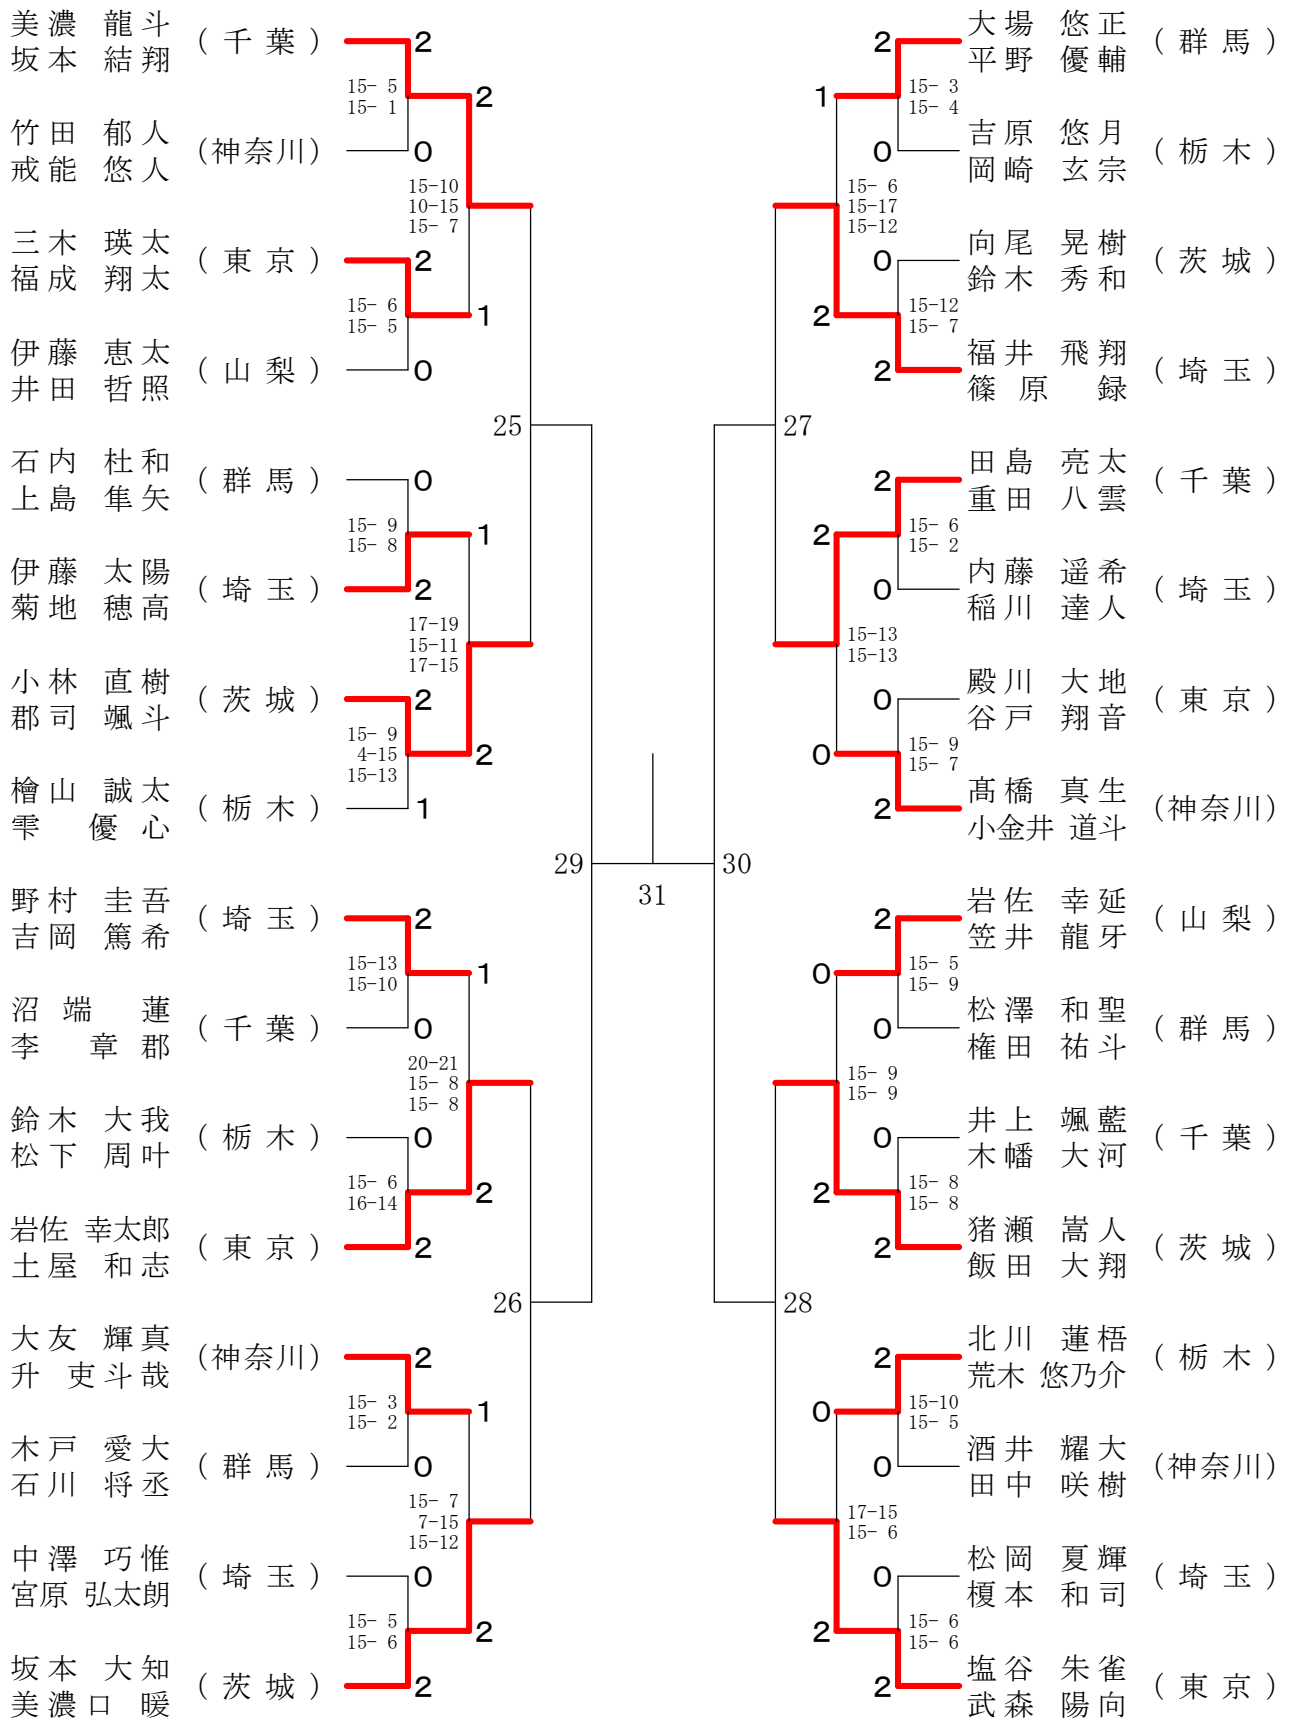 美濃 龍斗
坂本 結翔
(千葉)
2
15- 5
15- 1
2
竹田 郁人
戒能 悠人
(神奈川)
0
15-10
10-15
15- 7
三木 瑛太
福成 翔太
(東京)
2
15- 6
15- 5
1
伊藤 恵太
井田 哲照
(山梨)
0
25
石内 杜和
上島 隼矢
(群馬)
0
15- 9
15- 8
1
伊藤 太陽
菊地 穂高
(埼玉)
2
17-19
15-11
17-15
小林 直樹
郡司 颯斗
(茨城)
2
15- 9
4-15
15-13
2
檜山 誠太
雫 優心
(栃木)
1
29
野村 圭吾
吉岡 篤希
(埼玉)
2
15-13
15-10
1
沼端 蓮
李 章郡
(千葉)
0
20-21
15- 8
15- 8
鈴木 大我
松下 周叶
(栃木)
0
15- 6
16-14
2
岩佐 幸太郎
土屋 和志
(東京)
2
26
大友 輝真
升 吏斗哉
(神奈川)
2
15- 3
15- 2
1
木戸 愛大
石川 将丞
(群馬)
0
15- 7
7-15
15-12
中澤 巧惟
宮原 弘太朗
(埼玉)
0
15- 5
15- 6
2
坂本 大知
美濃口 暖
(茨城)
2
31
大場 悠正
平野 優輔
(群馬)
2
15- 3
15- 4
1
吉原 悠月
岡崎 玄宗
(栃木)
0
15- 6
15-17
15-12
向尾 晃樹
鈴木 秀和
(茨城)
0
15-12
15- 7
2
福井 飛翔
篠原 録
(埼玉)
2
27
田島 亮太
重田 八雲
(千葉)
2
15- 6
15- 2
2
内藤 遥希
稲川 達人
(埼玉)
0
15-13
15-13
殿川 大地
谷戸 翔音
(東京)
0
15- 9
15- 7
0
髙橋 真生
小金井 道斗
(神奈川)
2
30
岩佐 幸延
笠井 龍牙
(山梨)
2
15- 5
15- 9
0
松澤 和聖
権田 祐斗
(群馬)
0
15- 9
15- 9
井上 颯藍
木幡 大河
(千葉)
0
15- 8
15- 8
2
猪瀬 嵩人
飯田 大翔
(茨城)
2
28
北川 蓮梧
荒木 悠乃介
(栃木)
2
15-10
15- 5
0
酒井 耀大
田中 咲樹
(神奈川)
0
17-15
15- 6
松岡 夏輝
榎本 和司
(埼玉)
0
15- 6
15- 6
2
塩谷 朱雀
武森 陽向
(東京)
2